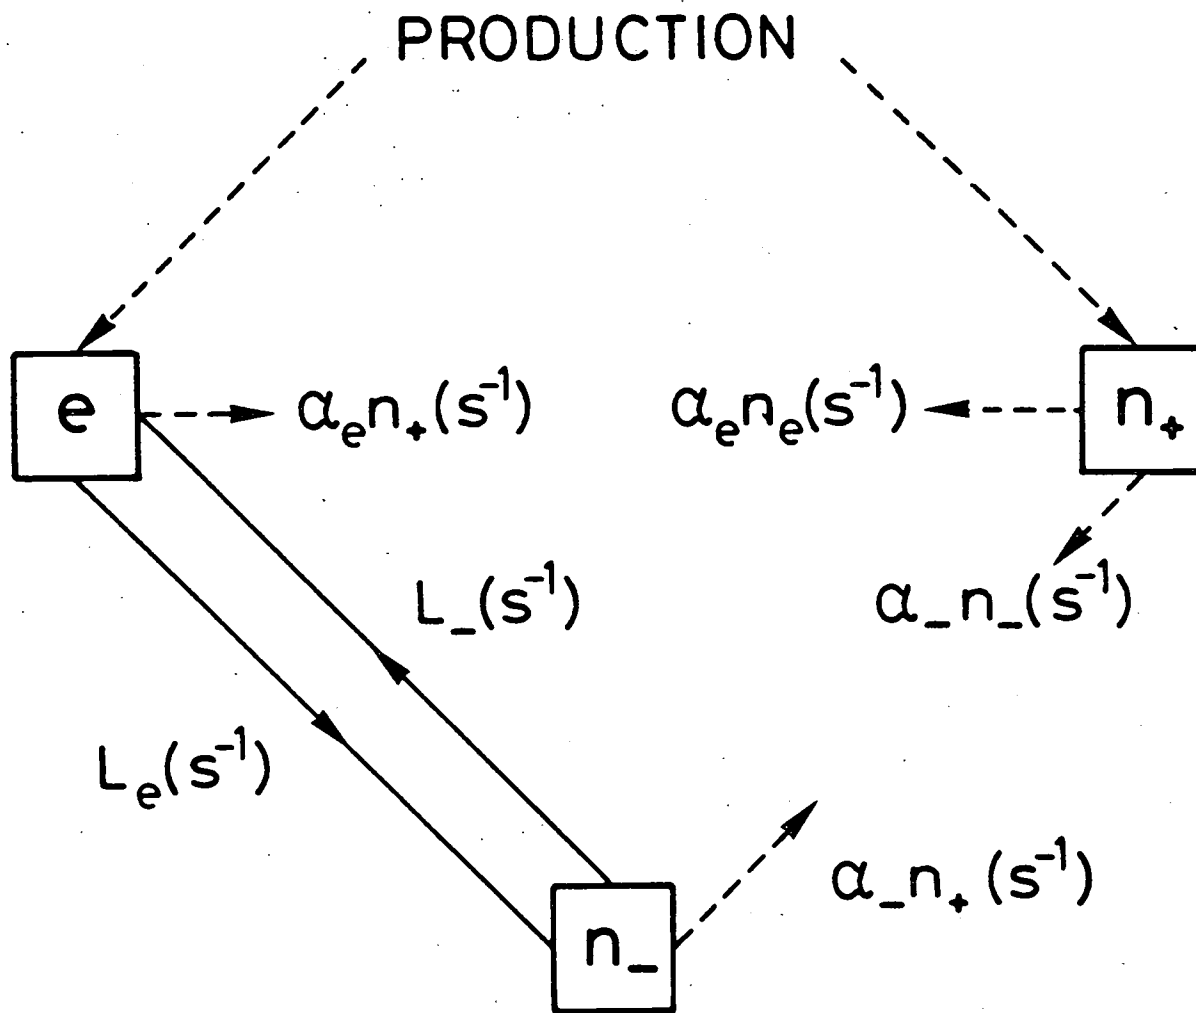 PRODUCTION
e
αₑn₊(s⁻¹)
αₑnₑ(s⁻¹)
n₊
L₋(s⁻¹)
α₋n₋(s⁻¹)
Lₑ(s⁻¹)
α₋n₊(s⁻¹)
n₋